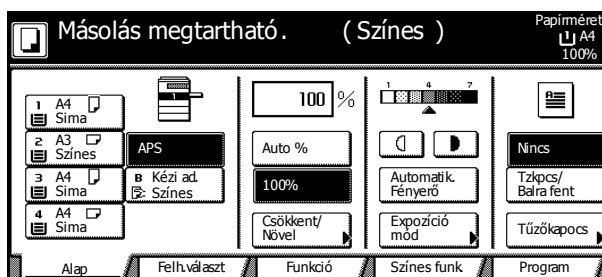 Másolás megtartható. ( Színes )
Papírméret
1 A4
100%
1 A4
Sima
2 A3
Színes
3 A4
Sima
4 A4
Sima
1
APS
B Kézi ad.
Színes
100 %
Auto %
100%
Csökkent/
Növel
1 4 7
Automatik.
Fényerő
Expozíció
mód
A
Nincs
Tzkpcs/
Balra fent
Tűzőkapocs
Alap
Felh.választ
Funkció
Színes funk.
Program